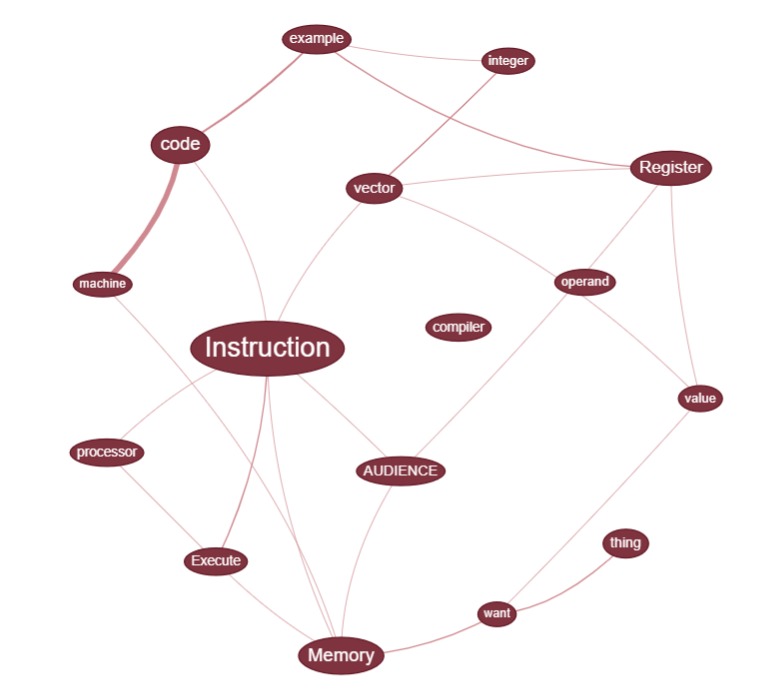 example
integer
code
Register
vector
machine
operand
compiler
Instruction
value
processor
AUDIENCE
thing
Execute
want
Memory